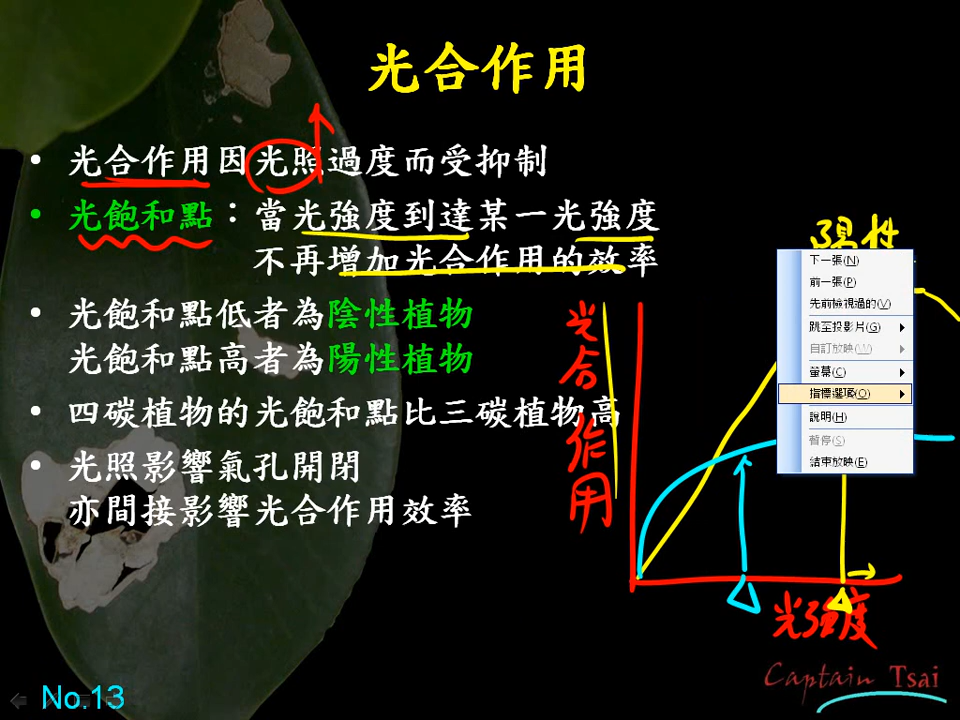 光合作用
• 光合作用因光照過度而受抑制
• 光飽和點：當光強度到達某一光強度
不再增加光合作用的效率
• 光飽和點低者為陰性植物
光飽和點高者為陽性植物
• 四碳植物的光飽和點比三碳植物高
• 光照影響氣孔開閉
亦間接影響光合作用效率
陽性
光合作用
光強度
下一張(N)
前一張(P)
先前檢視過的(V)
跳至投影片(G)
自訂放映(W)
螢幕(C)
指標選項(O)
說明(H)
暫停(S)
結束放映(E)
No.13
Captain Tsai